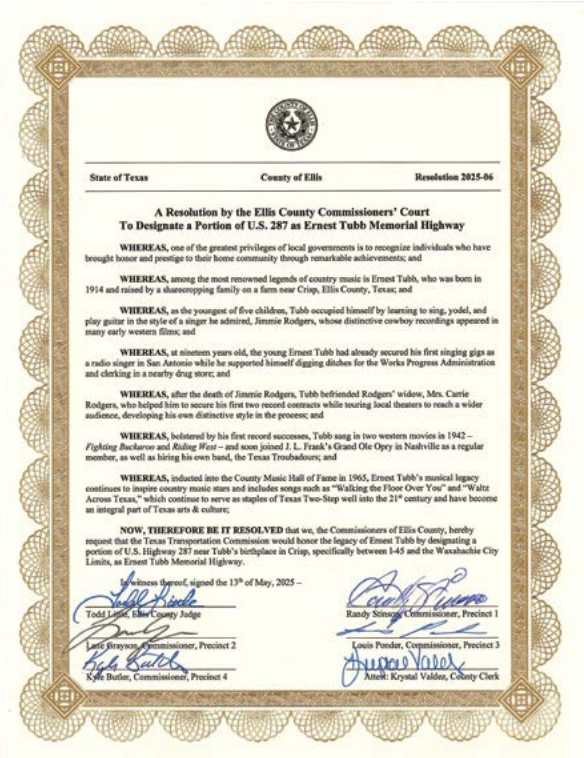 THE COUNTY OF ELLIS
STATE OF TEXAS
State of Texas County of Ellis Resolution 2025-06
A Resolution by the Ellis County Commissioners' Court
To Designate a Portion of U.S. 287 as Ernest Tubb Memorial Highway
WHEREAS, one of the greatest privileges of local governments is to recognize individuals who have
brought honor and prestige to their home community through remarkable achievements; and
WHEREAS, among the most renowned legends of country music is Ernest Tubb, who was born in
1914 and raised by a sharecropping family on a farm near Crisp, Ellis County, Texas; and
WHEREAS, as the youngest of five children, Tubb occupied himself by learning to sing, yodel, and
play guitar in the style of a singer he admired, Jimmie Rodgers, whose distinctive cowboy recordings appeared in
many early western films; and
WHEREAS, at nineteen years old, the young Ernest Tubb had already secured his first singing gigs as
a radio singer in San Antonio while he supported himself digging ditches for the Works Progress Administration
and clerking in a nearby drug store; and
WHEREAS, after the death of Jimmie Rodgers, Tubb befriended Rodgers' widow, Mrs. Carrie
Rodgers, who helped him to secure his first two record contracts while touring local theaters to reach a wider
audience, developing his own distinctive style in the process; and
WHEREAS, bolstered by his first record successes, Tubb sang in two western movies in 1942 –
Fighting Buckaroo and Riding West – and soon joined J. L. Frank's Grand Ole Opry in Nashville as a regular
member, as well as hiring his own band, the Texas Troubadours; and
WHEREAS, inducted into the County Music Hall of Fame in 1965, Ernest Tubb's musical legacy
continues to inspire country music stars and includes songs such as "Walking the Floor Over You" and "Waltz
Across Texas," which continue to serve as staples of Texas Two-Step well into the 21st century and have become
an integral part of Texas arts & culture;
NOW, THEREFORE BE IT RESOLVED that we, the Commissioners of Ellis County, hereby
request that the Texas Transportation Commission would honor the legacy of Ernest Tubb by designating a
portion of U.S. Highway 287 near Tubb's birthplace in Crisp, specifically between I-45 and the Waxahachie City
Limits, as Ernest Tubb Memorial Highway.
In witness thereof, signed the 13th of May, 2025 –
Todd Little, Ellis County Judge Randy Stinson, Commissioner, Precinct 1
Lane Grayson, Commissioner, Precinct 2 Louis Ponder, Commissioner, Precinct 3
Kyle Butler, Commissioner, Precinct 4 Attest: Krystal Valdez, County Clerk